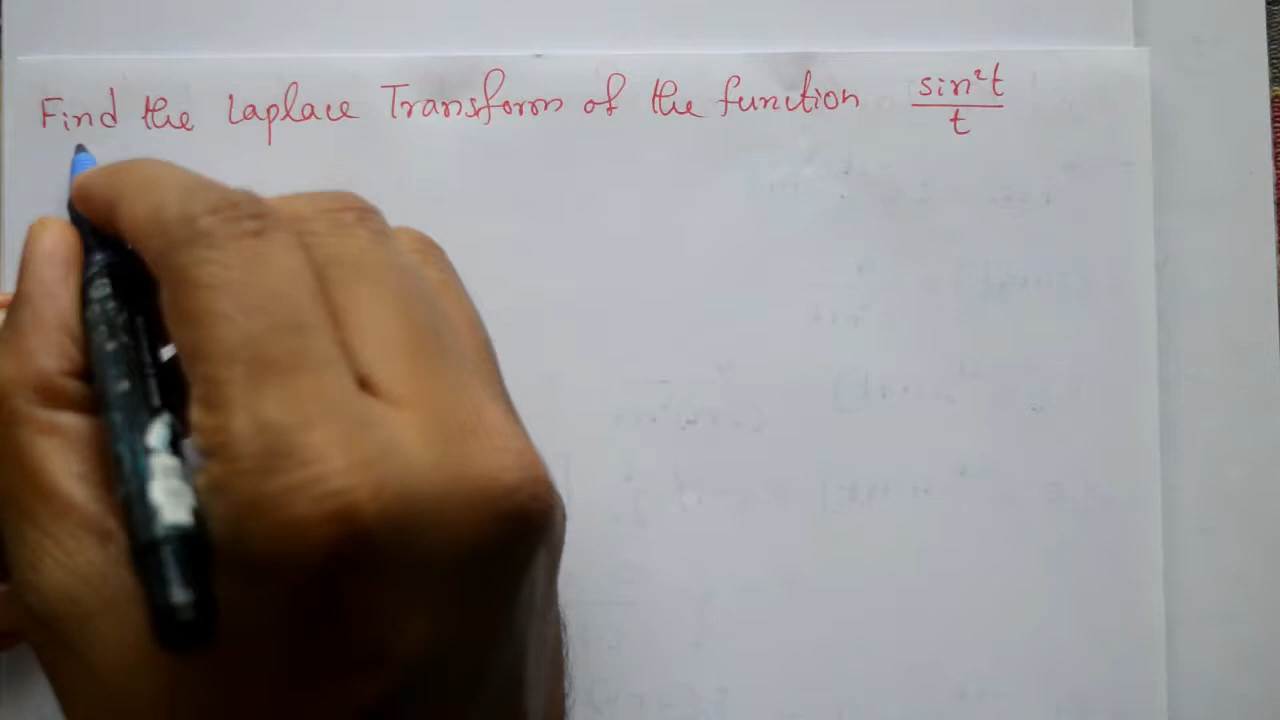 Find the Laplace Transform of the function sin²t/t